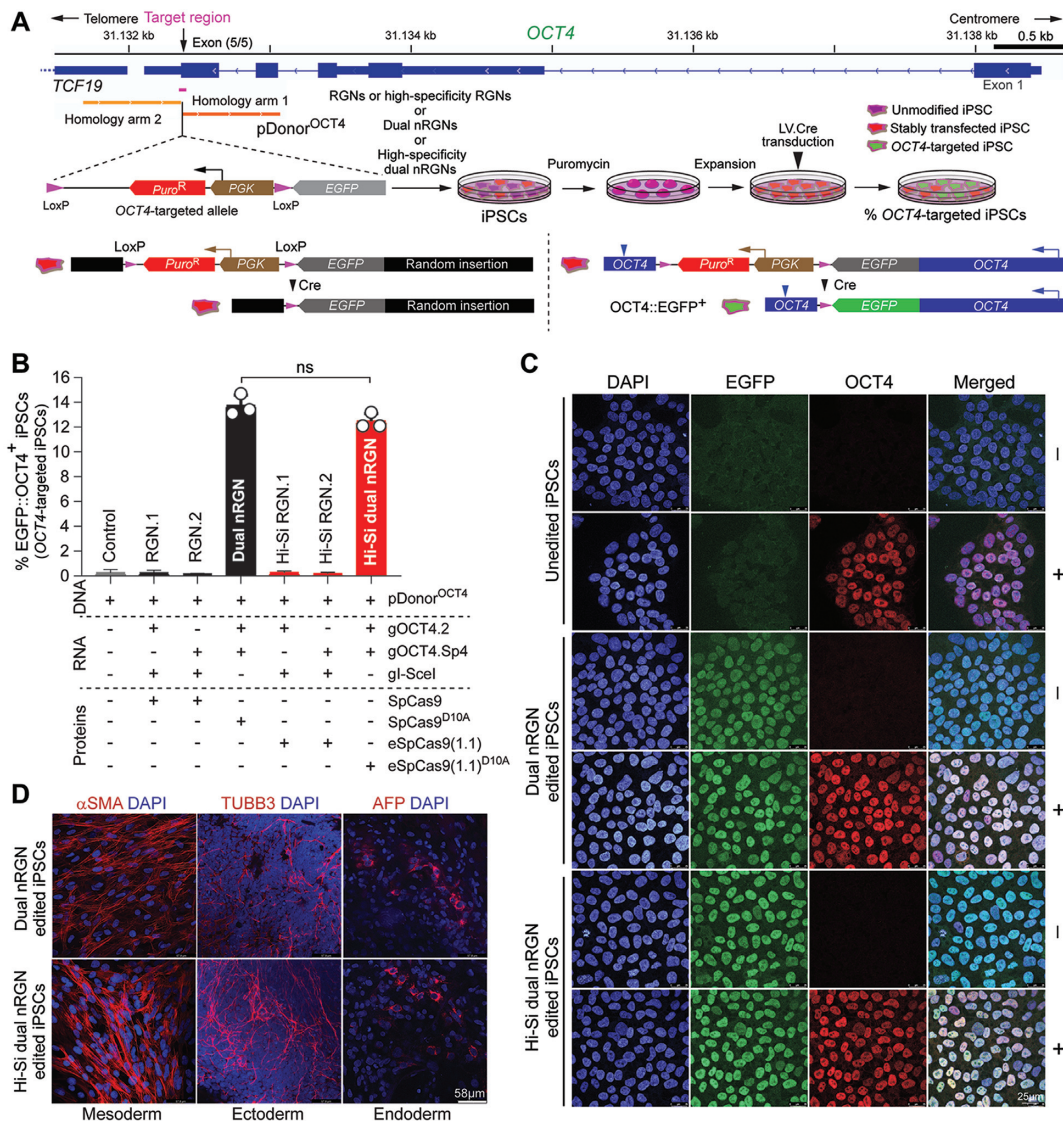 A
Telomere
Target region
Centromere
31.132 kb
Exon (5/5)
31.134 kb
OCT4
31.136 kb
31.138 kb
0.5 kb
TCF19
Exon 1
Homology arm 2
Homology arm 1
pDonorOCT4
RGNs or high-specificity RGNs
or
Dual nRGNs
or
High-specificity
dual nRGNs
Unmodified iPSC
Stably transfected iPSC
OCT4-targeted iPSC
LoxP
PuroR
PGK
LoxP
EGFP
OCT4-targeted allele
iPSCs
Puromycin
Expansion
LV.Cre
transduction
% OCT4-targeted iPSCs
LoxP
LoxP
PuroR
PGK
EGFP
Random insertion
Cre
EGFP
Random insertion
OCT4
PuroR
PGK
EGFP
OCT4
Cre
OCT4::EGFP+
OCT4
EGFP
OCT4
B
% EGFP::OCT4+ iPSCs
(OCT4-targeted iPSCs)
16
14
12
10
8
6
4
2
0
ns
Control
RGN.1
RGN.2
Dual nRGN
Hi-Si RGN.1
Hi-Si RGN.2
Hi-Si dual nRGN
DNA
+ + + + + + + pDonorOCT4
RNA
- + - + + - + gOCT4.2
- - + + - + + gOCT4.Sp4
- + + - + + - gI-SceI
Proteins
- + + - - - - SpCas9
- - - + - - - SpCas9D10A
- - - - + + - eSpCas9(1.1)
- - - - - - + eSpCas9(1.1)D10A
C
DAPI
EGFP
OCT4
Merged
Unedited iPSCs
-
+
Dual nRGN
edited iPSCs
-
+
Hi-Si dual nRGN
edited iPSCs
-
+
25µm
D
αSMA DAPI
TUBB3 DAPI
AFP DAPI
Dual nRGN
edited iPSCs
Hi-Si dual nRGN
edited iPSCs
58µm
Mesoderm
Ectoderm
Endoderm